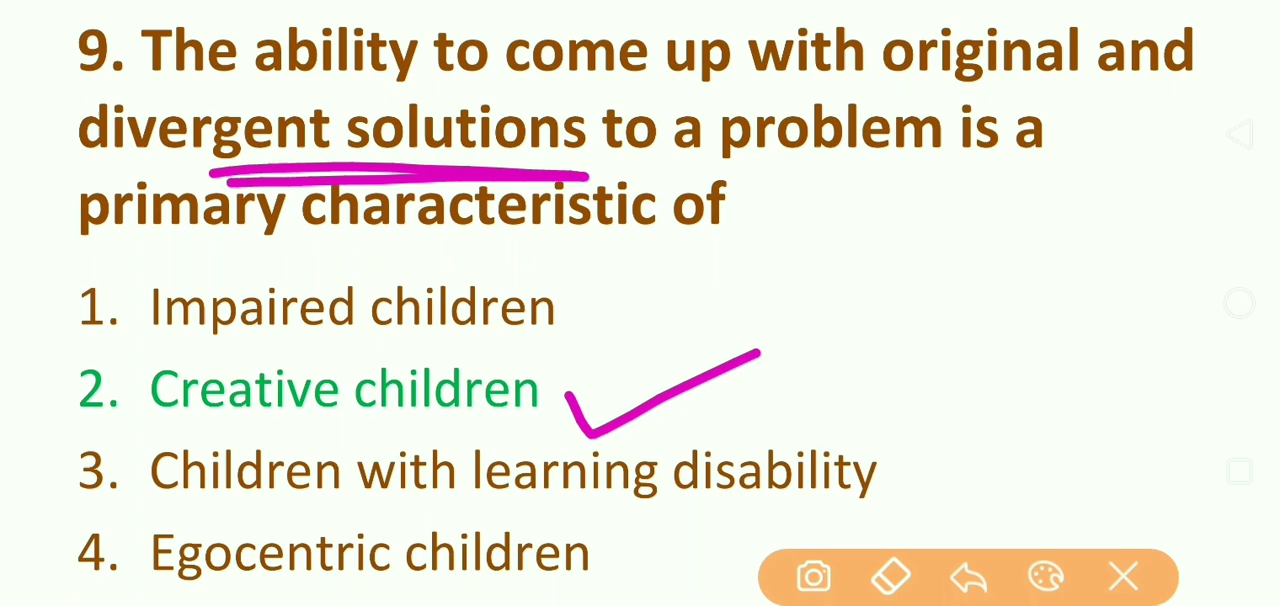 9. The ability to come up with original and
divergent solutions to a problem is a
primary characteristic of
1. Impaired children
2. Creative children
3. Children with learning disability
4. Egocentric children